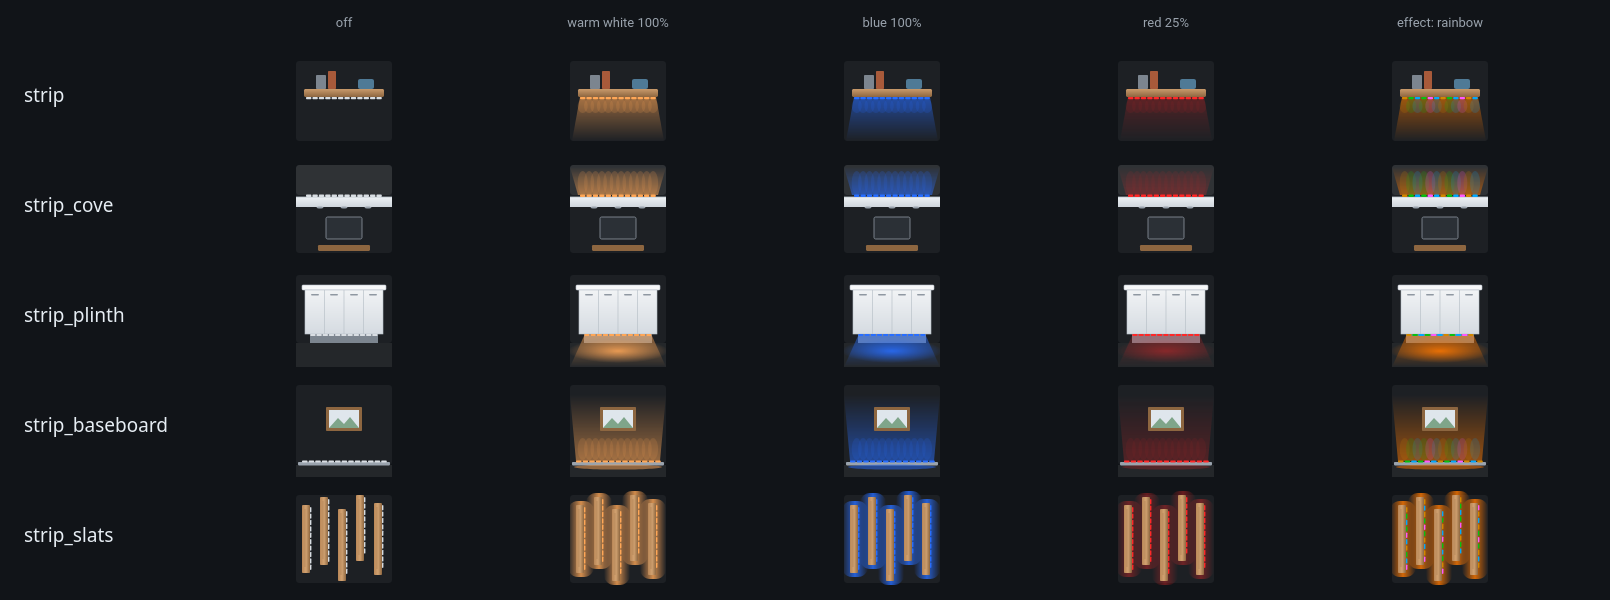 off
warm white 100%
blue 100%
red 25%
effect: rainbow
strip
strip_cove
strip_plinth
strip_baseboard
strip_slats